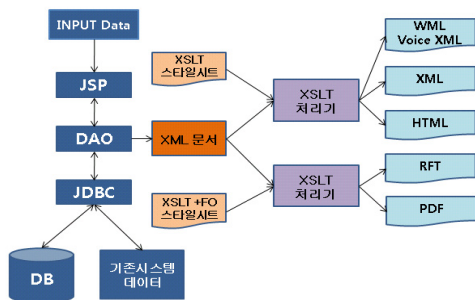 INPUT Data
JSP
DAO
JDBC
DB
기존시스템
데이터
XSLT
스타일시트
XML 문서
XSLT +FO
스타일시트
XSLT
처리기
XSLT
처리기
WML
Voice XML
XML
HTML
RFT
PDF